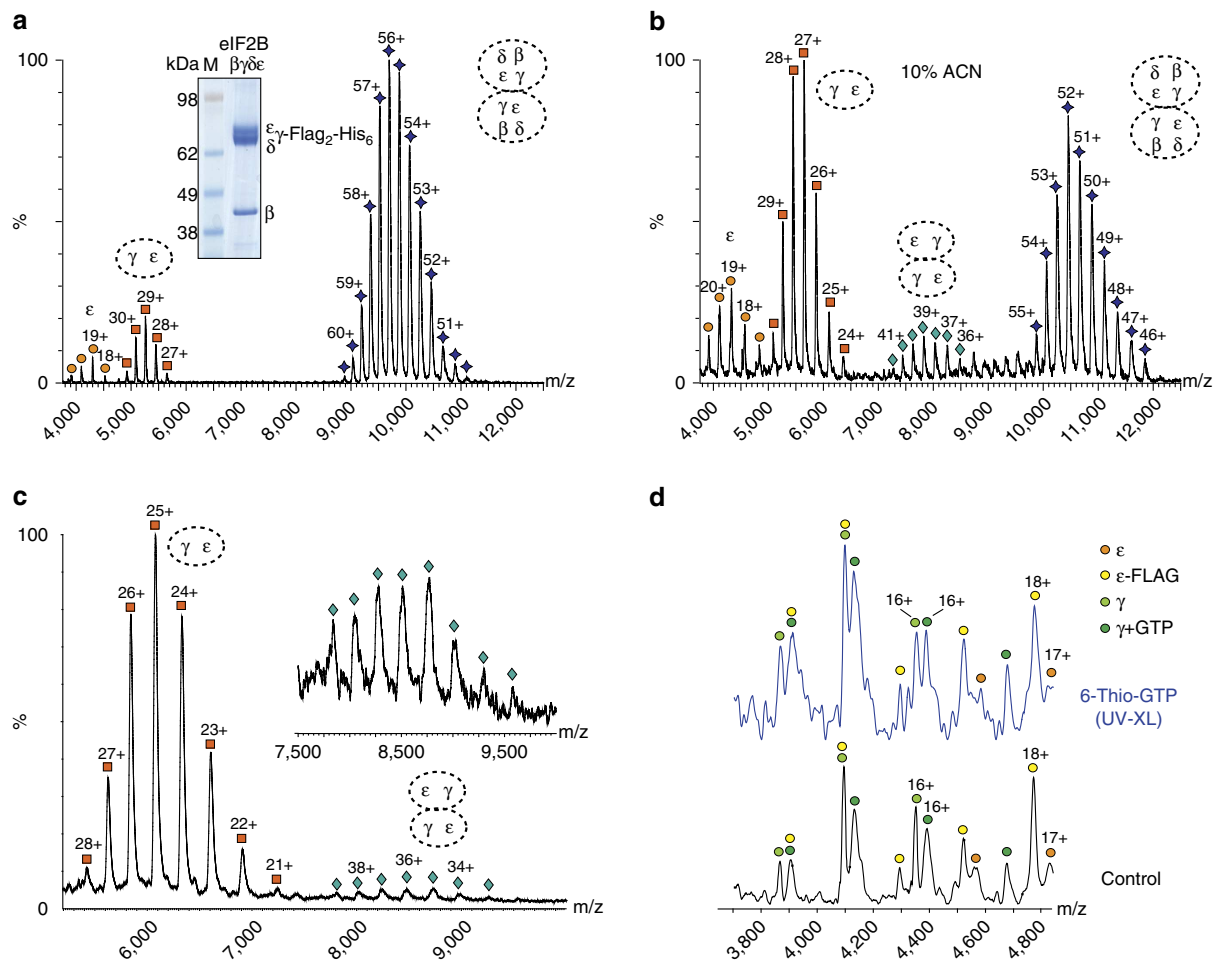 a
100
%
0
kDa M
eIF2B
βγδε
98
62
49
38
ε
γ-Flag2-His6
δ
β
γ ε
ε
19+
18+
30+
29+
28+
27+
δ β
ε γ
γ ε
β δ
60+
59+
58+
57+
56+
54+
53+
52+
51+
m/z
4,000
5,000
6,000
7,000
8,000
9,000
10,000
11,000
12,000
b
100
%
0
10% ACN
ε
20+
19+
18+
29+
28+
27+
26+
25+
24+
γ ε
ε γ
γ ε
41+
39+
37+
36+
δ β
ε γ
γ ε
β δ
55+
54+
53+
52+
51+
50+
49+
48+
47+
46+
m/z
4,000
5,000
6,000
7,000
8,000
9,000
10,000
11,000
12,000
c
100
%
0
28+
27+
26+
25+
24+
23+
22+
21+
γ ε
m/z
7,500
8,500
9,500
ε γ
γ ε
38+
36+
34+
m/z
6,000
7,000
8,000
9,000
d
ε
ε-FLAG
γ
γ+GTP
16+
16+
18+
17+
6-Thio-GTP
(UV-XL)
16+
16+
18+
17+
Control
m/z
3,800
4,000
4,200
4,400
4,600
4,800